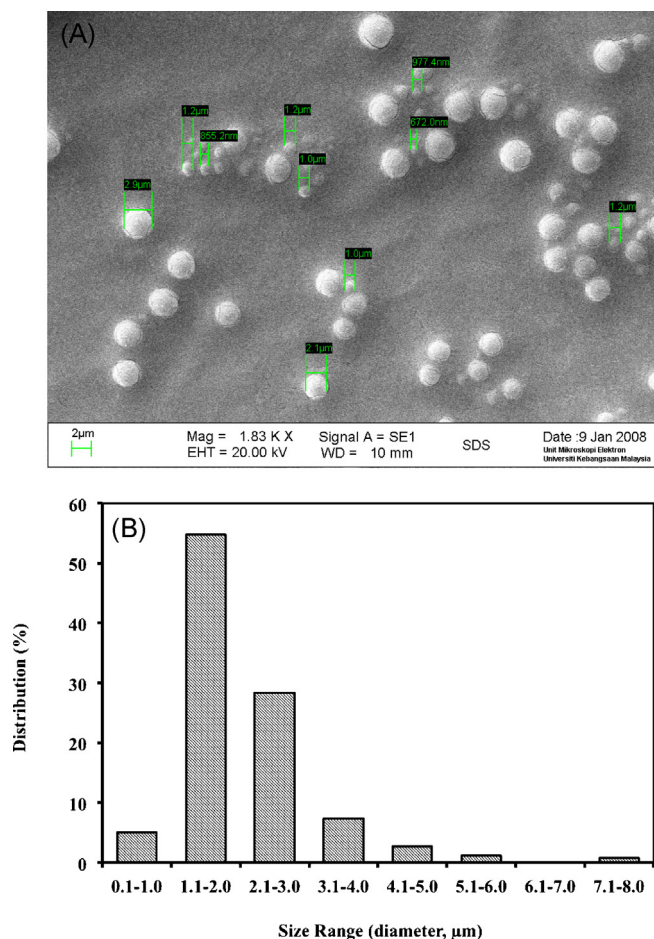 (A)
977.4nm
1.2µm
1.2µm
855.2nm
672.0nm
1.0µm
2.9µm
1.2µm
1.0µm
2.1µm
2µm
Mag = 1.83 K X
Signal A = SE1
Date :9 Jan 2008
EHT = 20.00 kV
WD = 10 mm
SDS
Unit Mikroskopi Elektron
Universiti Kebangsaan Malaysia
(B)
60
50
40
30
20
10
0
Distribution (%)
0.1-1.0 1.1-2.0 2.1-3.0 3.1-4.0 4.1-5.0 5.1-6.0 6.1-7.0 7.1-8.0
Size Range (diameter, µm)